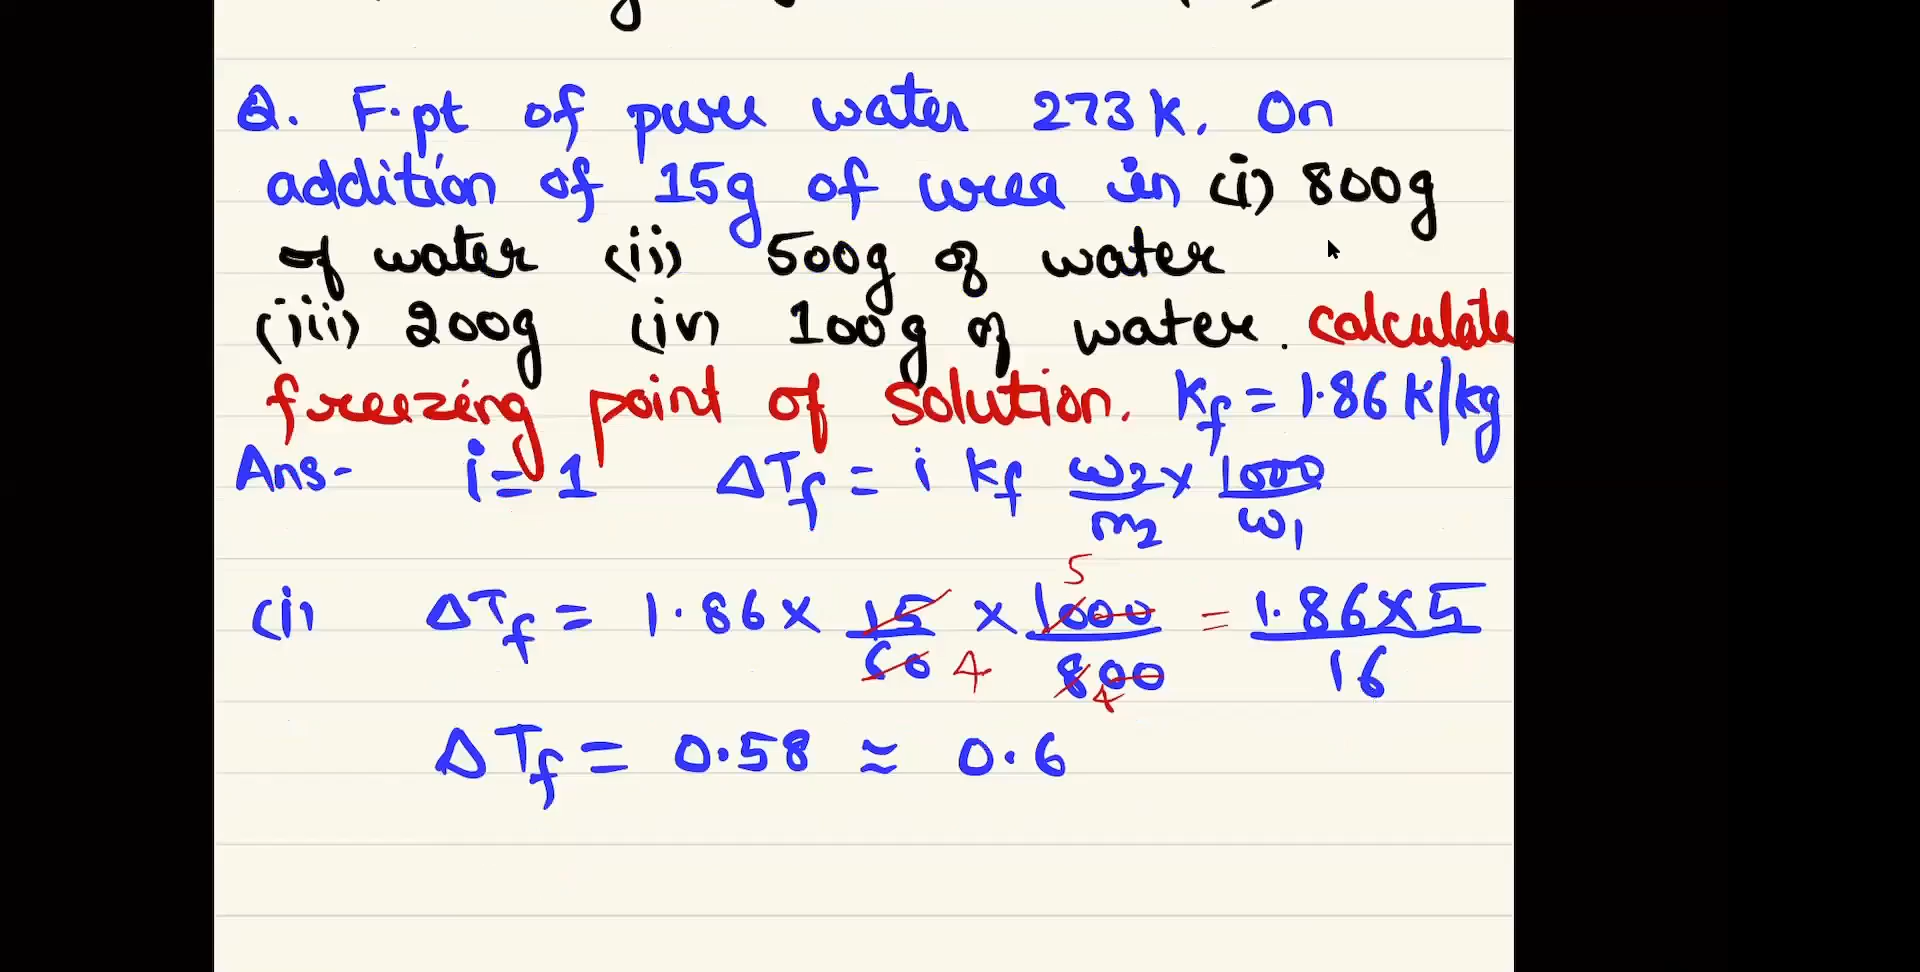 Q. F.pt of pure water 273K. On
addition of 15g of urea in (i) 800g
of water (ii) 500g of water
(iii) 200g (iv) 100g of water. calculate
freezing point of solution. Kf = 1.86 K/kg
Ans- i = 1 ΔTf = i Kf w2/m2 × 1000/w1
(i) ΔTf = 1.86 × 15/60 4 × 5 1000/800 4 = 1.86×5/16
ΔTf = 0.58 ≈ 0.6